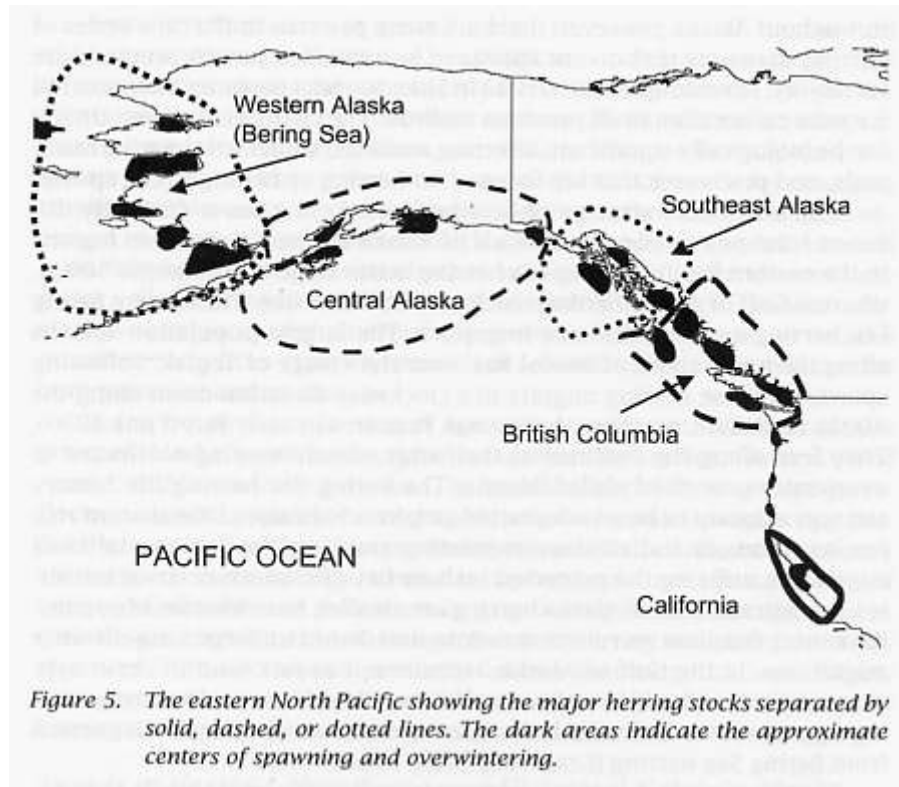 Western Alaska
(Bering Sea)
Southeast Alaska
Central Alaska
British Columbia
PACIFIC OCEAN
California
Figure 5. The eastern North Pacific showing the major herring stocks separated by
solid, dashed, or dotted lines. The dark areas indicate the approximate
centers of spawning and overwintering.